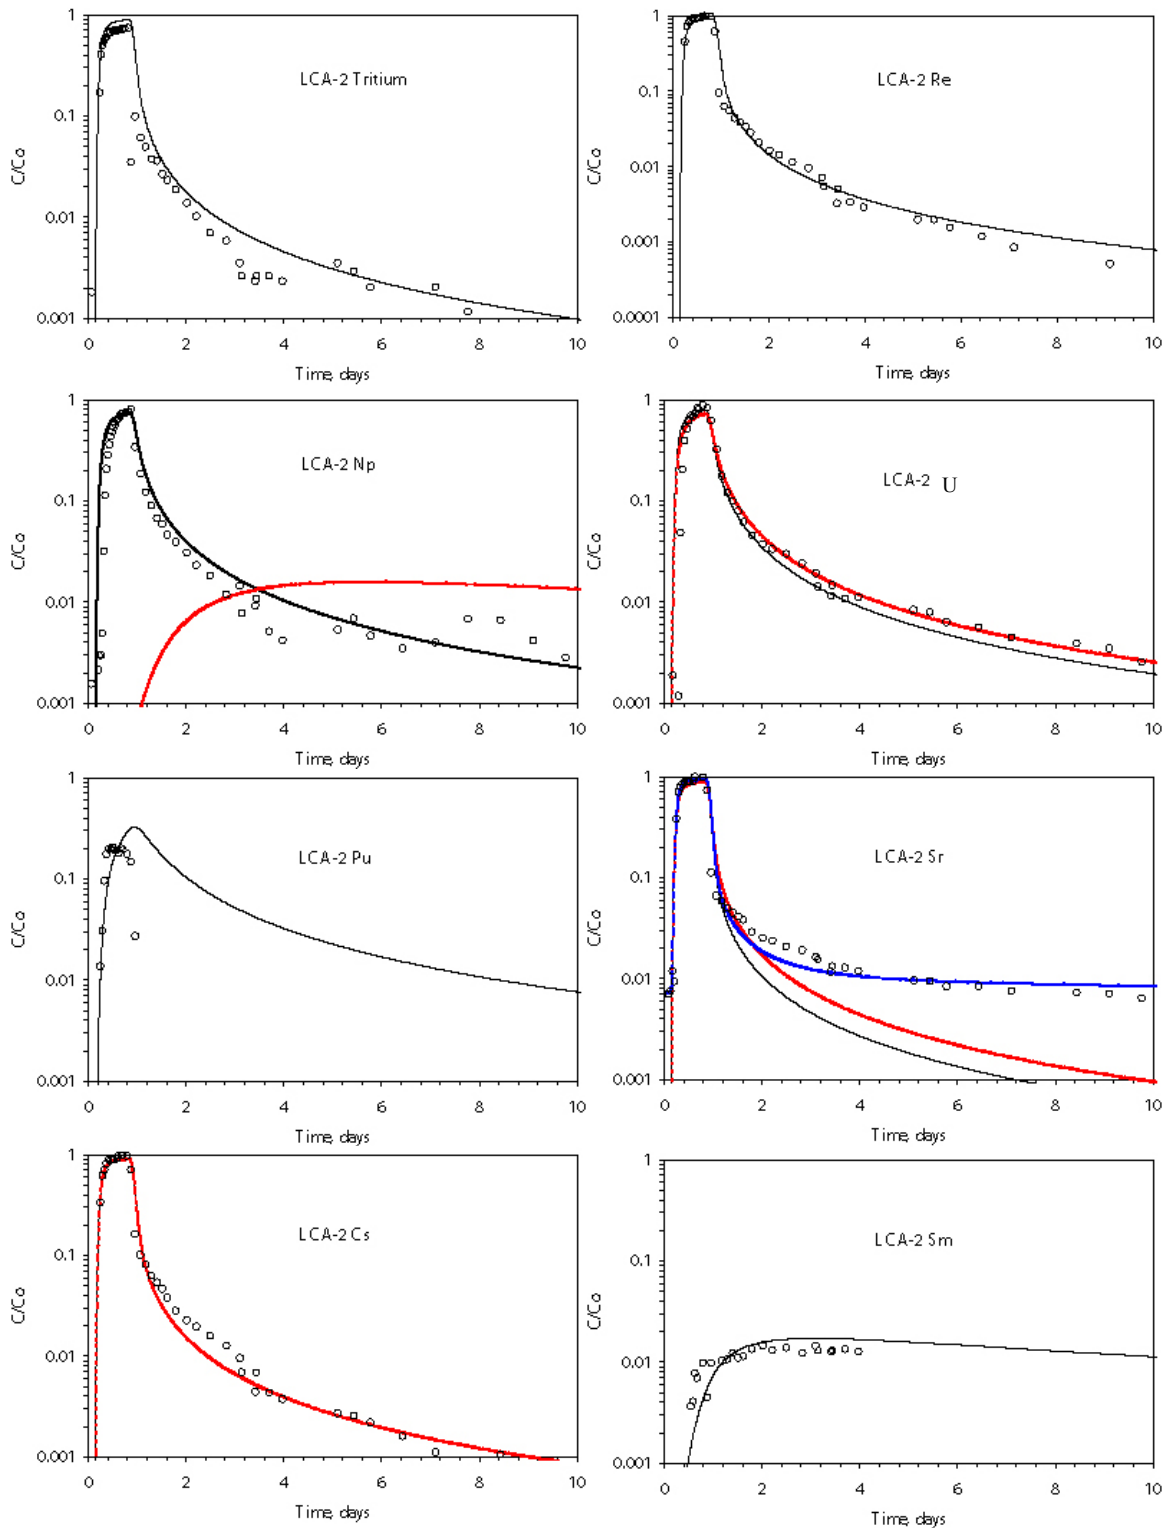 1
0.1
0.01
0.001
C/Co
LCA-2 Tritium
0 2 4 6 8 10
Time, days
1
0.1
0.01
0.001
0.0001
C/Co
LCA-2 Re
0 2 4 6 8 10
Time, days
1
0.1
0.01
0.001
C/Co
LCA-2 Np
0 2 4 6 8 10
Time, days
1
0.1
0.01
0.001
C/Co
LCA-2 U
0 2 4 6 8 10
Time, days
1
0.1
0.01
0.001
C/Co
LCA-2 Pu
0 2 4 6 8 10
Time, days
1
0.1
0.01
0.001
C/Co
LCA-2 Sr
0 2 4 6 8 10
Time, days
1
0.1
0.01
0.001
C/Co
LCA-2 Cs
0 2 4 6 8 10
Time, days
1
0.1
0.01
0.001
C/Co
LCA-2 Sm
0 2 4 6 8 10
Time, days